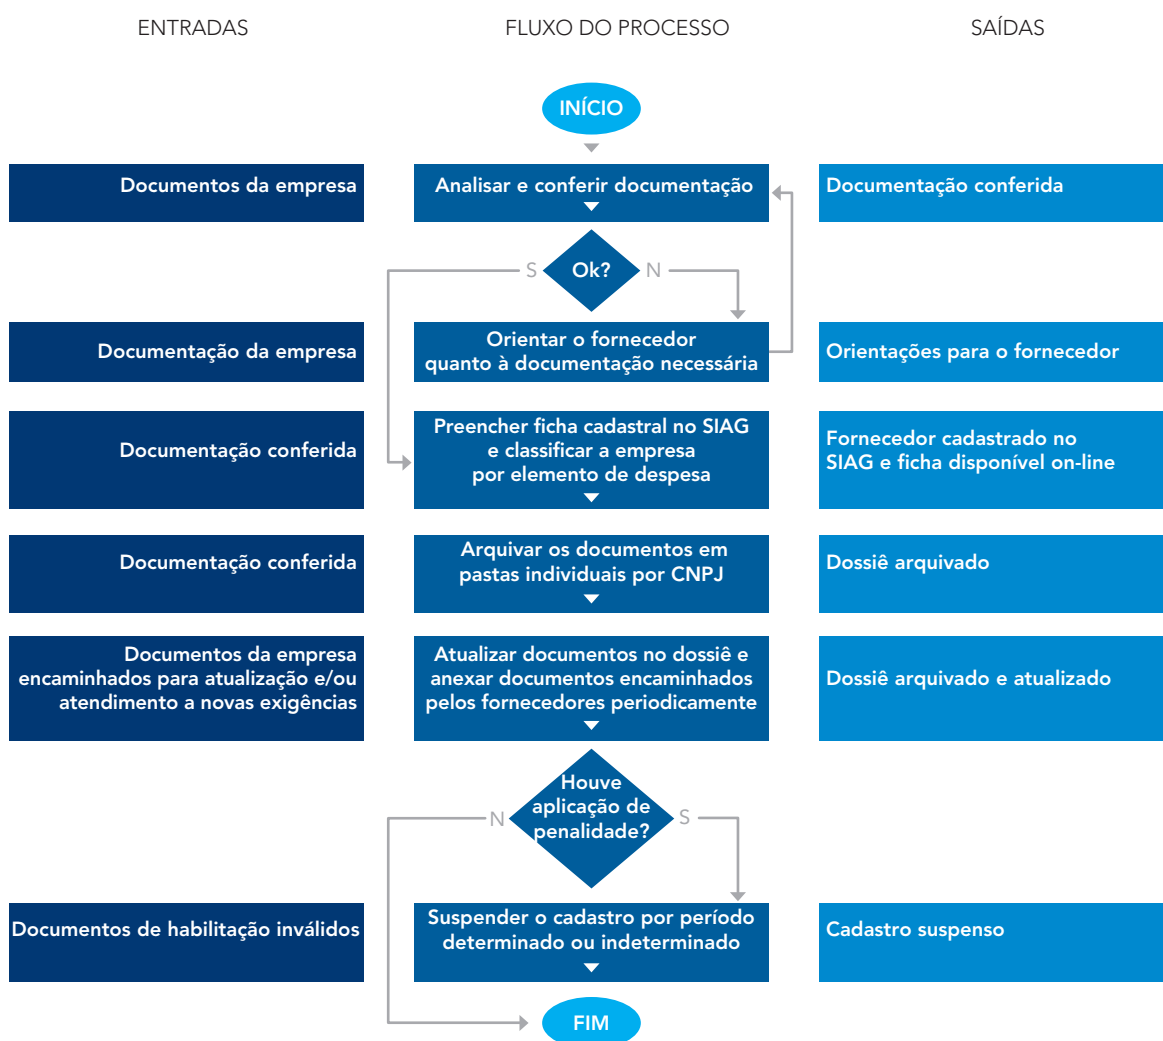 ENTRADAS
FLUXO DO PROCESSO
SAÍDAS
INÍCIO
Documentos da empresa
Analisar e conferir documentação
Documentação conferida
S
Ok?
N
Documentação da empresa
Orientar o fornecedor
quanto à documentação necessária
Orientações para o fornecedor
Documentação conferida
Preencher ficha cadastral no SIAG
e classificar a empresa
por elemento de despesa
Fornecedor cadastrado no
SIAG e ficha disponível on-line
Documentação conferida
Arquivar os documentos em
pastas individuais por CNPJ
Dossiê arquivado
Documentos da empresa
encaminhados para atualização e/ou
atendimento a novas exigências
Atualizar documentos no dossiê e
anexar documentos encaminhados
pelos fornecedores periodicamente
Dossiê arquivado e atualizado
N
Houve
aplicação de
penalidade?
S
Documentos de habilitação inválidos
Suspender o cadastro por período
determinado ou indeterminado
Cadastro suspenso
FIM